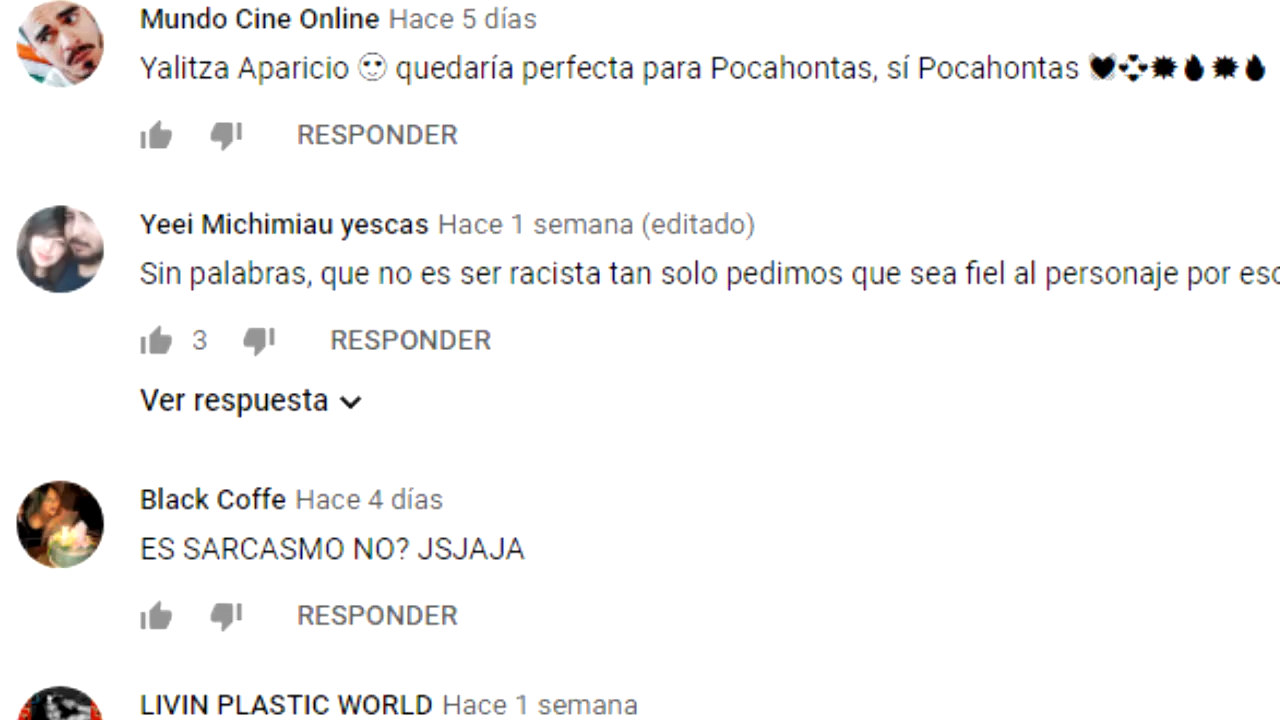 Mundo Cine Online Hace 5 días
Yalitza Aparicio quedaría perfecta para Pocahontas, sí Pocahontas
RESPONDER
Yeei Michimiau yescas Hace 1 semana (editado)
Sin palabras, que no es ser racista tan solo pedimos que sea fiel al personaje por
3 RESPONDER
Ver respuesta
Black Coffe Hace 4 días
ES SARCASMO NO? JSJAJA
RESPONDER
LIVIN PLASTIC WORLD Hace 1 semana